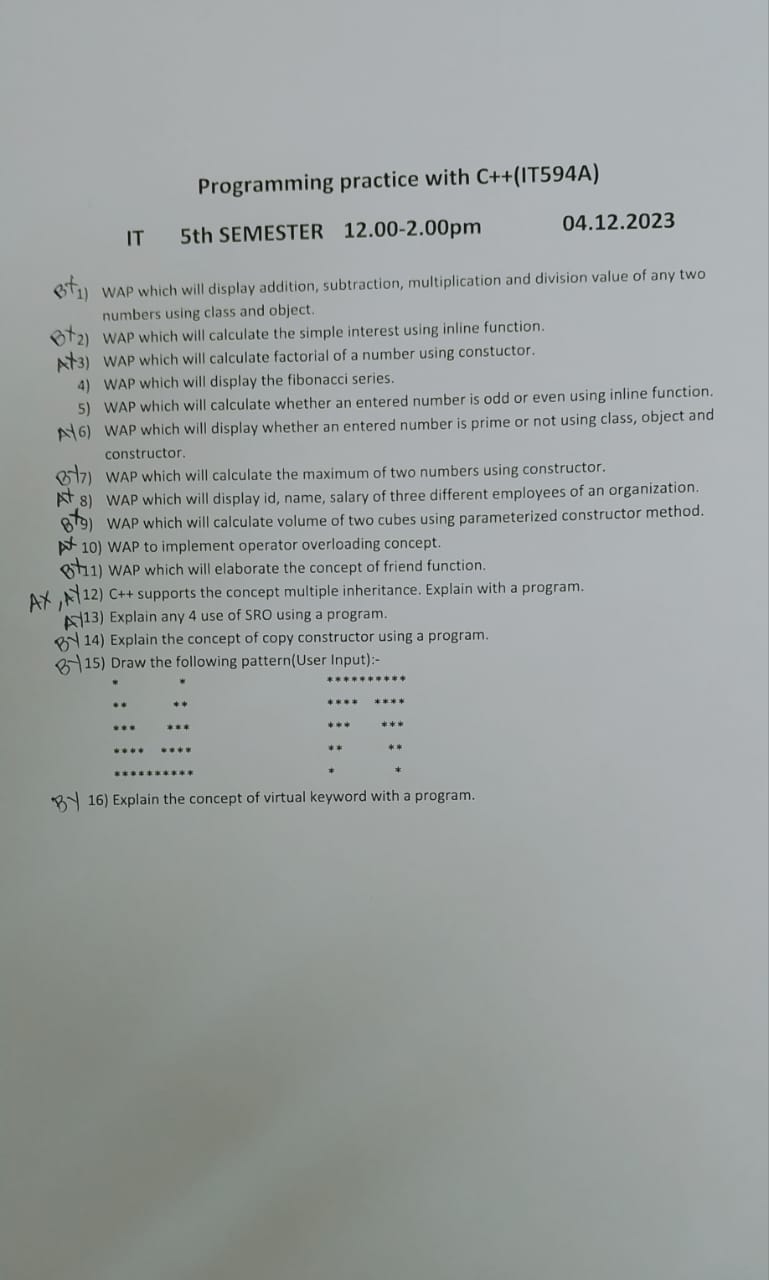 Programming practice with C++(IT594A)
IT 5th SEMESTER 12.00-2.00pm 04.12.2023
B+ 1) WAP which will display addition, subtraction, multiplication and division value of any two
numbers using class and object.
B+ 2) WAP which will calculate the simple interest using inline function.
A+ 3) WAP which will calculate factorial of a number using constuctor.
4) WAP which will display the fibonacci series.
5) WAP which will calculate whether an entered number is odd or even using inline function.
AY 6) WAP which will display whether an entered number is prime or not using class, object and
constructor.
7) WAP which will calculate the maximum of two numbers using constructor.
A+ 8) WAP which will display id, name, salary of three different employees of an organization.
B+ 9) WAP which will calculate volume of two cubes using parameterized constructor method.
A+ 10) WAP to implement operator overloading concept.
B+ 11) WAP which will elaborate the concept of friend function.
AX, AY 12) C++ supports the concept multiple inheritance. Explain with a program.
AY 13) Explain any 4 use of SRO using a program.
BY 14) Explain the concept of copy constructor using a program.
BY 15) Draw the following pattern(User Input):-
* * **********
** ** **** ****
*** *** *** ***
**** **** ** **
********** * *
BY 16) Explain the concept of virtual keyword with a program.